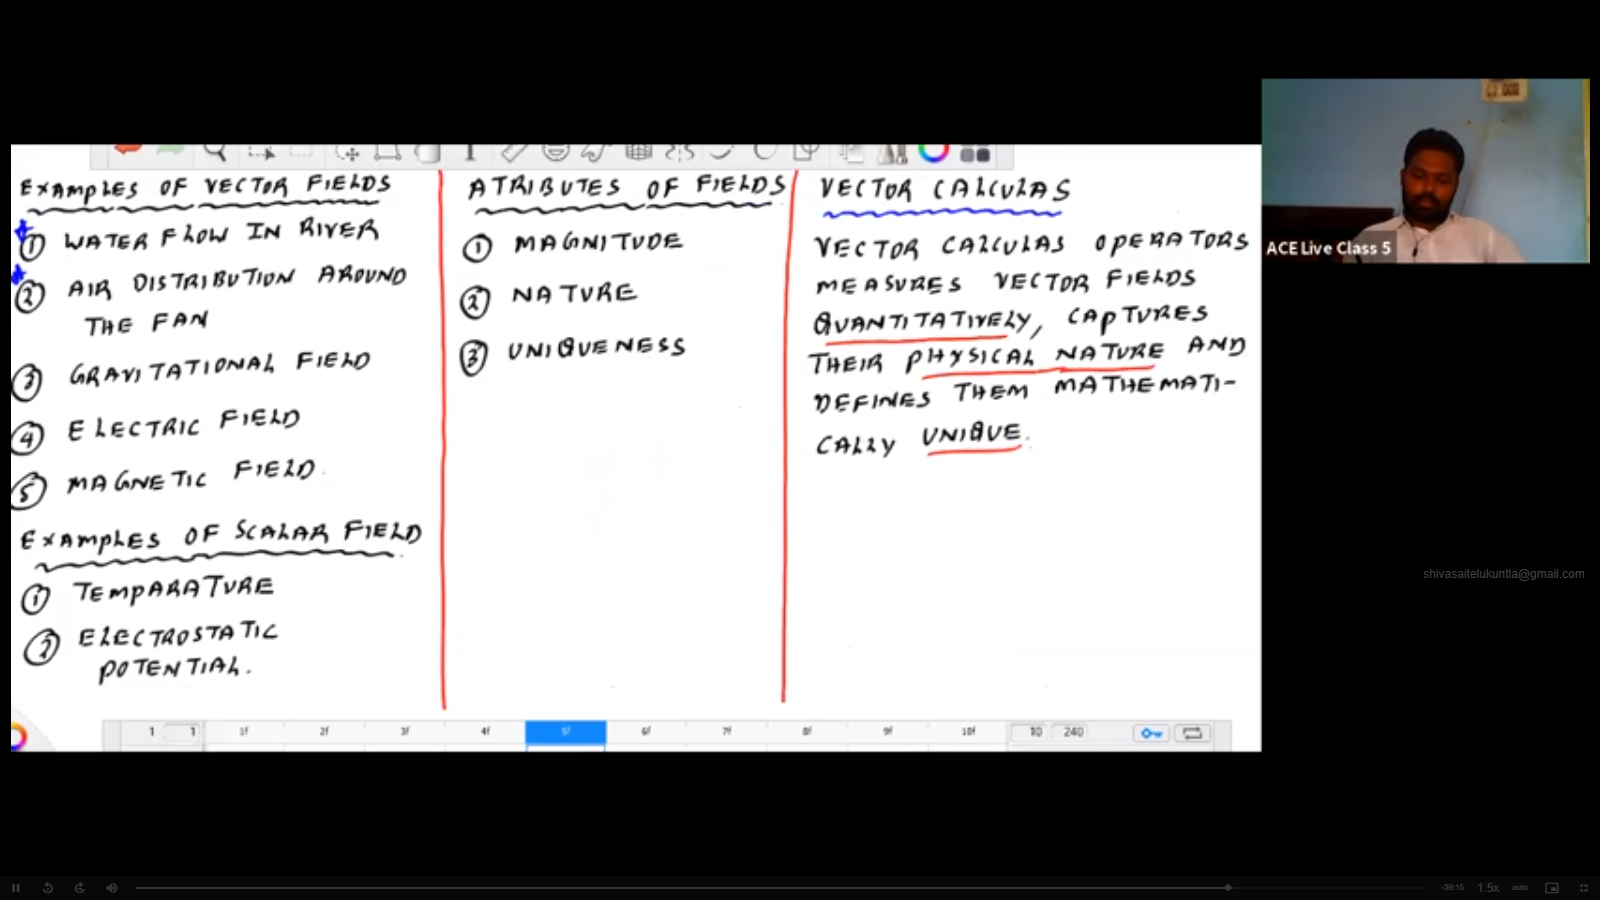 EXAMPLES OF VECTOR FIELDS
① WATER FLOW IN RIVER
② AIR DISTRIBUTION AROUND
THE FAN
③ GRAVITATIONAL FIELD
④ ELECTRIC FIELD
⑤ MAGNETIC FIELD.
EXAMPLES OF SCALAR FIELD
① TEMPARATURE
② ELECTROSTATIC
POTENTIAL.
ATRIBUTES OF FIELDS
① MAGNITUDE
② NATURE
③ UNIQUENESS
VECTOR CALCULAS
VECTOR CALCULAS OPERATORS
MEASURES VECTOR FIELDS
QUANTITATIVELY, CAPTURES
THEIR PHYSICAL NATURE AND
DEFINES THEM MATHEMATI-
CALLY UNIQUE.
ACE Live Class 5
shivasaitelukuntla@gmail.com
1 1 1f 2f 3f 4f 5f 6f 7f 8f 9f 10f 10 240
-39:15 1.5x auto